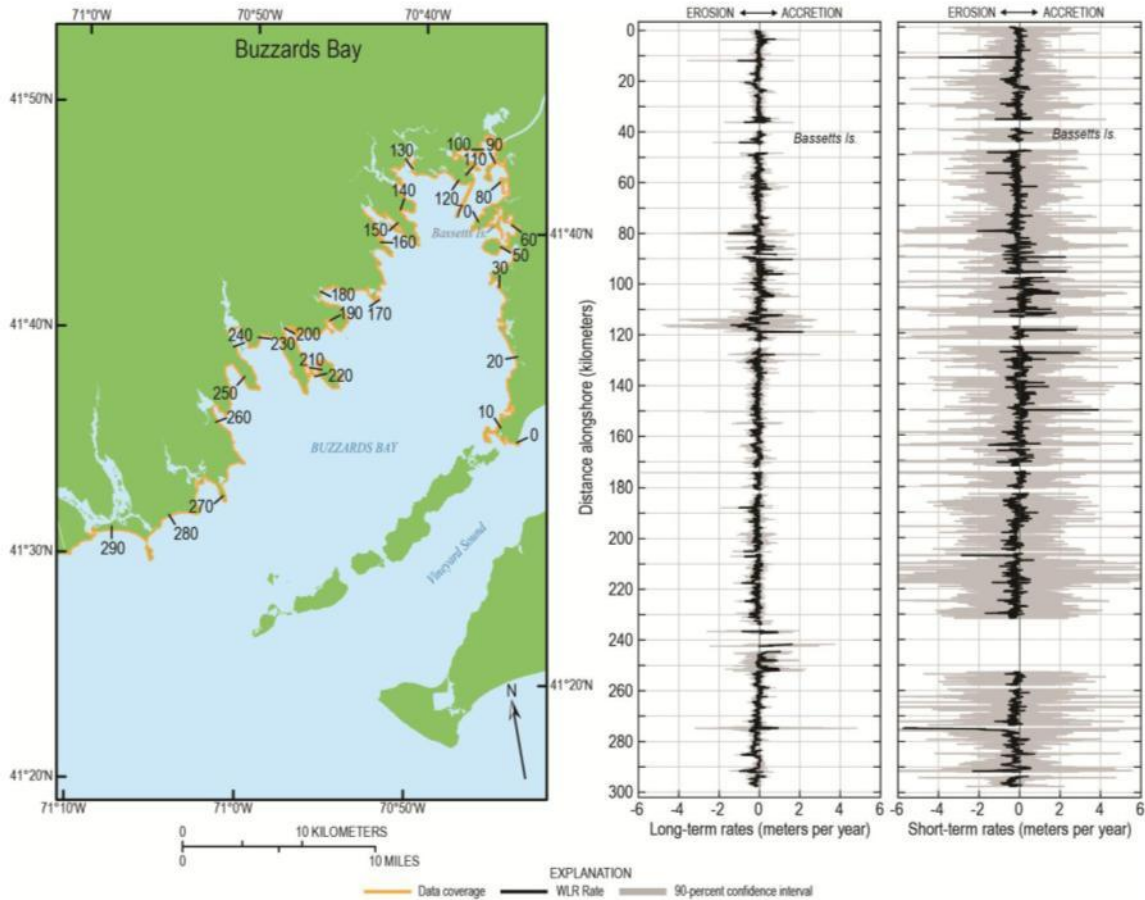 71°0'W
70°50'W
70°40'W
Buzzards Bay
41°50'N
41°40'N
41°30'N
41°20'N
41°40'N
41°20'N
71°10'W
71°0'W
70°50'W
130
100
90
110
140
120
70
80
150
160
Bassetts Is.
60
50
30
180
190
170
240
200
230
210
220
20
250
260
10
0
BUZZARDS BAY
270
280
290
Vineyard Sound
N
0
10 KILOMETERS
0
10 MILES
EROSION
ACCRETION
Bassetts Is.
Distance alongshore (kilometers)
0
20
40
60
80
100
120
140
160
180
200
220
240
260
280
300
-6 -4 -2 0 2 4 6
Long-term rates (meters per year)
EROSION
ACCRETION
Bassetts Is.
-6 -4 -2 0 2 4 6
Short-term rates (meters per year)
EXPLANATION
Data coverage
WLR Rate
90-percent confidence interval